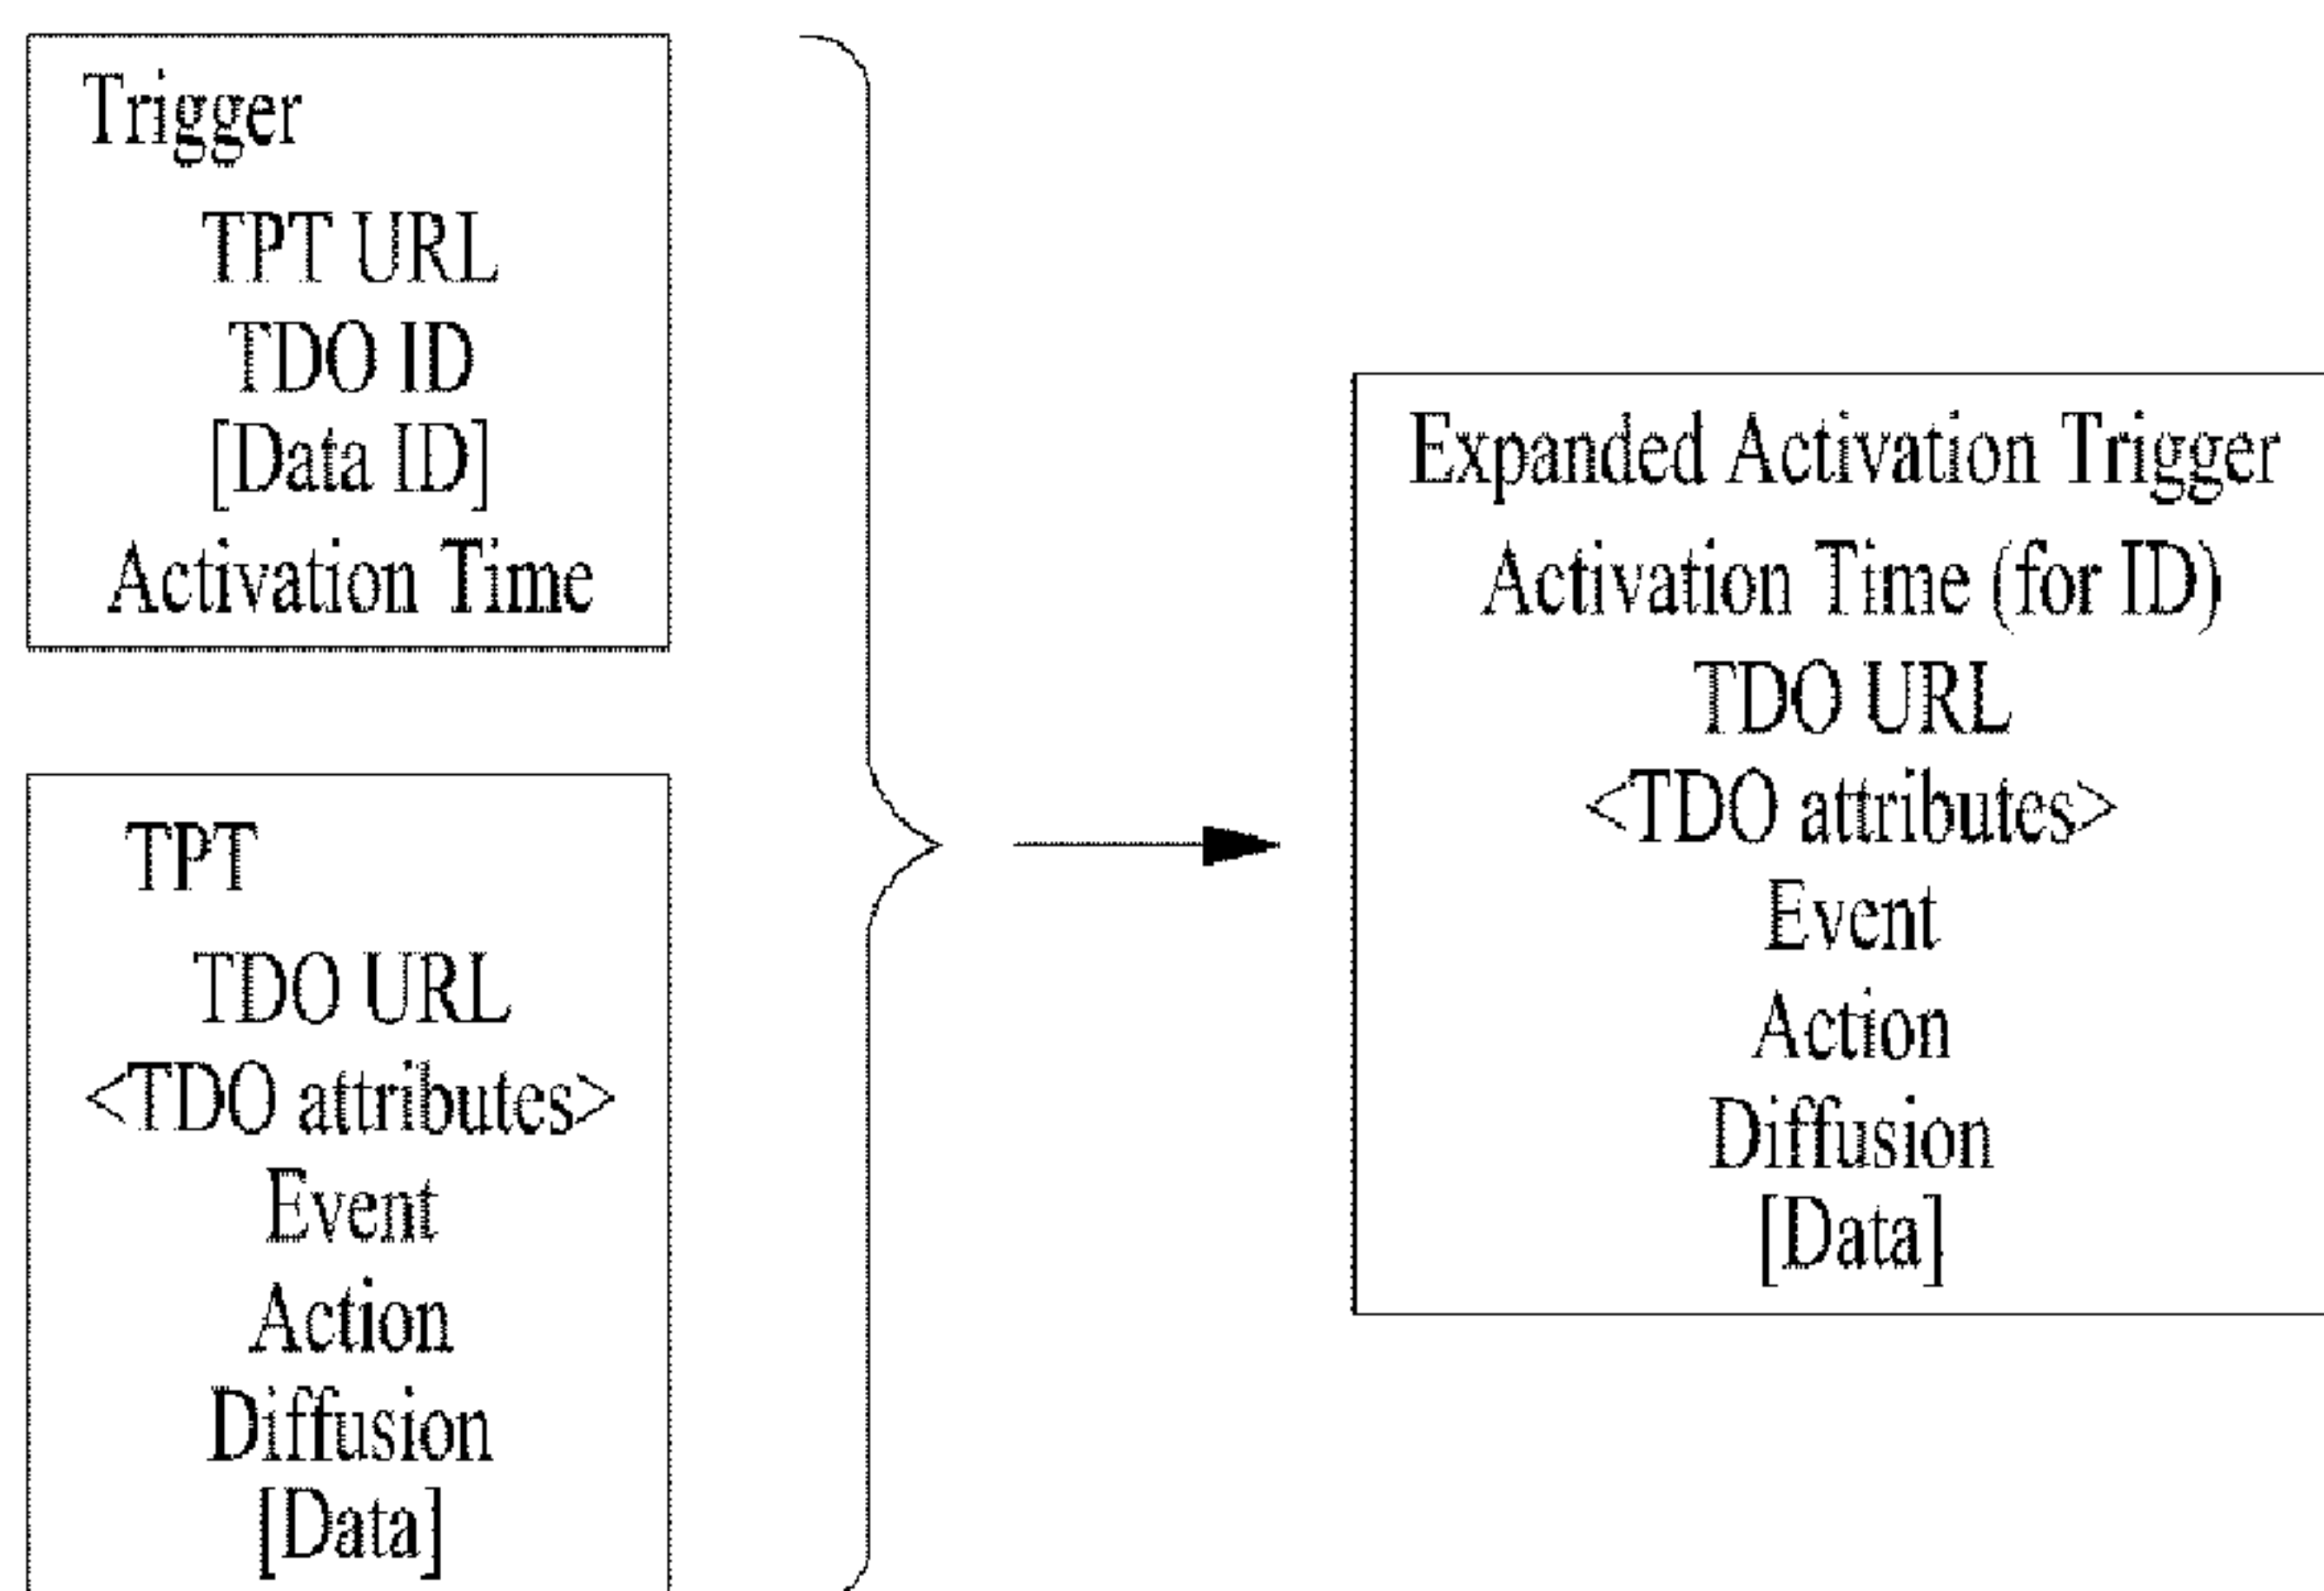 Trigger
TPT URL
TDO ID
[Data ID]
Activation Time
TPT
TDO URL
<TDO attributes>
Event
Action
Diffusion
[Data]
Expanded Activation Trigger
Activation Time (for ID)
TDO URL
<TDO attributes>
Event
Action
Diffusion
[Data]